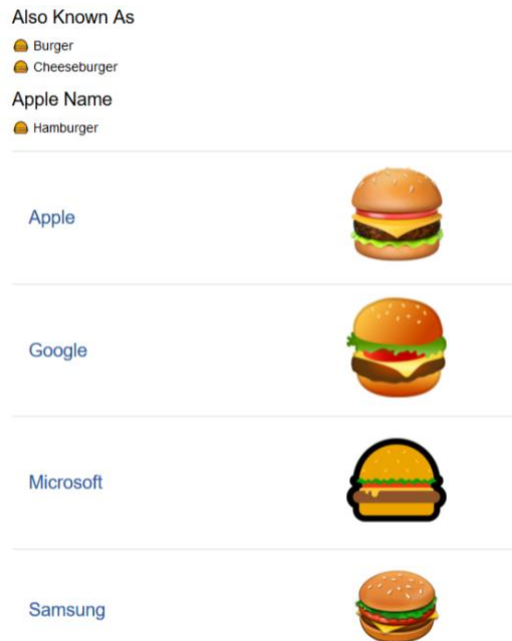 Also Known As
Burger
Cheeseburger
Apple Name
Hamburger
Apple
Google
Microsoft
Samsung